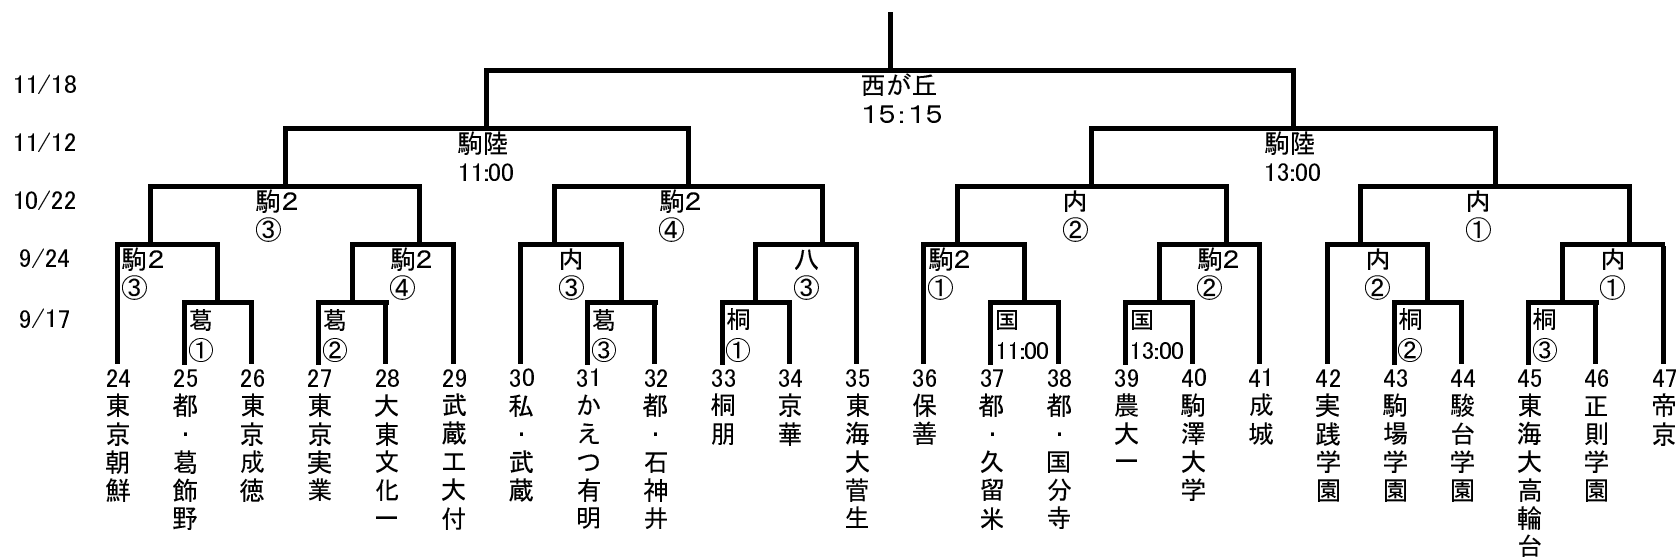 11/18
西が丘
15:15
11/12
駒陸
11:00
駒陸
13:00
10/22
駒2
③
駒2
④
内
②
内
①
9/24
駒2
③
駒2
④
内
③
八
③
駒2
①
駒2
②
内
②
内
①
9/17
葛
①
葛
②
葛
③
桐
①
国
11:00
国
13:00
桐
②
桐
③
24
東京朝鮮
25
都・葛飾野
26
東京成徳
27
東京実業
28
大東文化一
29
武蔵工大付
30
私・武蔵
31
かえつ有明
32
都・石神井
33
桐朋
34
京華
35
東海大菅生
36
保善
37
都・久留米
38
都・国分寺
39
農大一
40
駒澤大学
41
成城
42
実践学園
43
駒場学園
44
駿台学園
45
東海大高輪台
46
正則学園
47
帝京